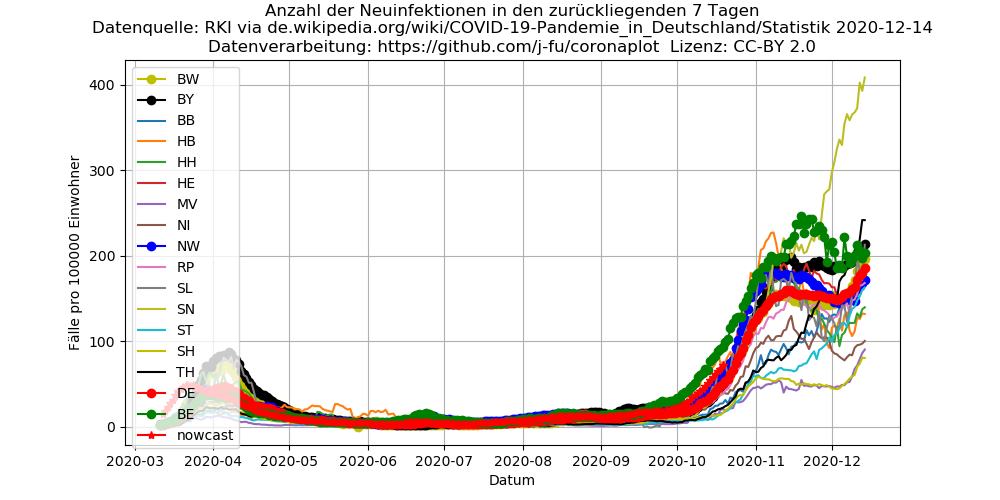 Anzahl der Neuinfektionen in den zurückliegenden 7 Tagen
Datenquelle: RKI via de.wikipedia.org/wiki/COVID-19-Pandemie_in_Deutschland/Statistik 2020-12-14
Datenverarbeitung: https://github.com/j-fu/coronaplot Lizenz: CC-BY 2.0
Fälle pro 100000 Einwohner
400
300
200
100
0
BW
BY
BB
HB
HH
HE
MV
NI
NW
RP
SL
SN
ST
SH
TH
DE
BE
nowcast
2020-03 2020-04 2020-05 2020-06 2020-07 2020-08 2020-09 2020-10 2020-11 2020-12
Datum